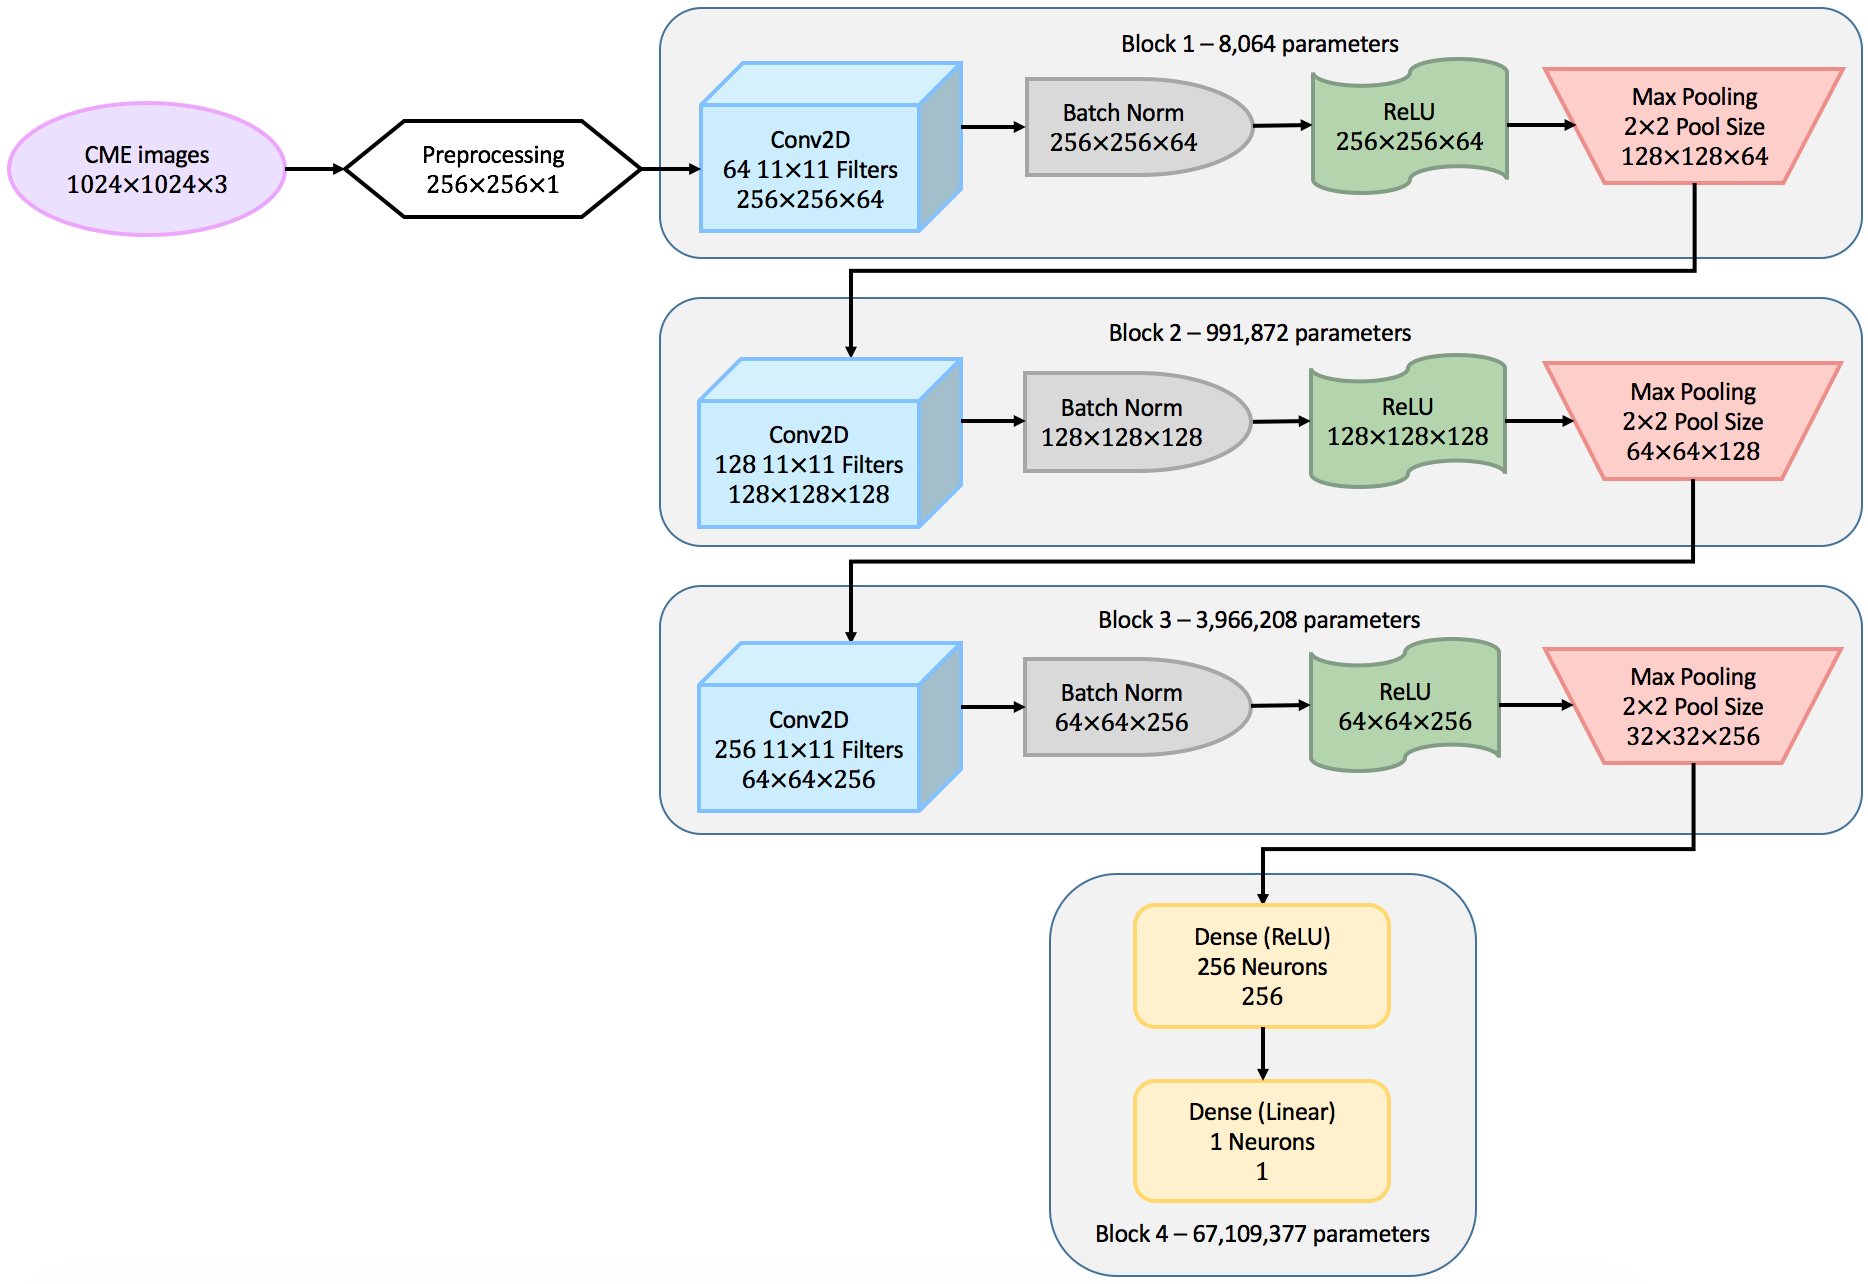 CME images
1024×1024×3
Preprocessing
256×256×1
Block 1 – 8,064 parameters
Conv2D
64 11×11 Filters
256×256×64
Batch Norm
256×256×64
ReLU
256×256×64
Max Pooling
2×2 Pool Size
128×128×64
Block 2 – 991,872 parameters
Conv2D
128 11×11 Filters
128×128×128
Batch Norm
128×128×128
ReLU
128×128×128
Max Pooling
2×2 Pool Size
64×64×128
Block 3 – 3,966,208 parameters
Conv2D
256 11×11 Filters
64×64×256
Batch Norm
64×64×256
ReLU
64×64×256
Max Pooling
2×2 Pool Size
32×32×256
Dense (ReLU)
256 Neurons
256
Dense (Linear)
1 Neurons
1
Block 4 – 67,109,377 parameters